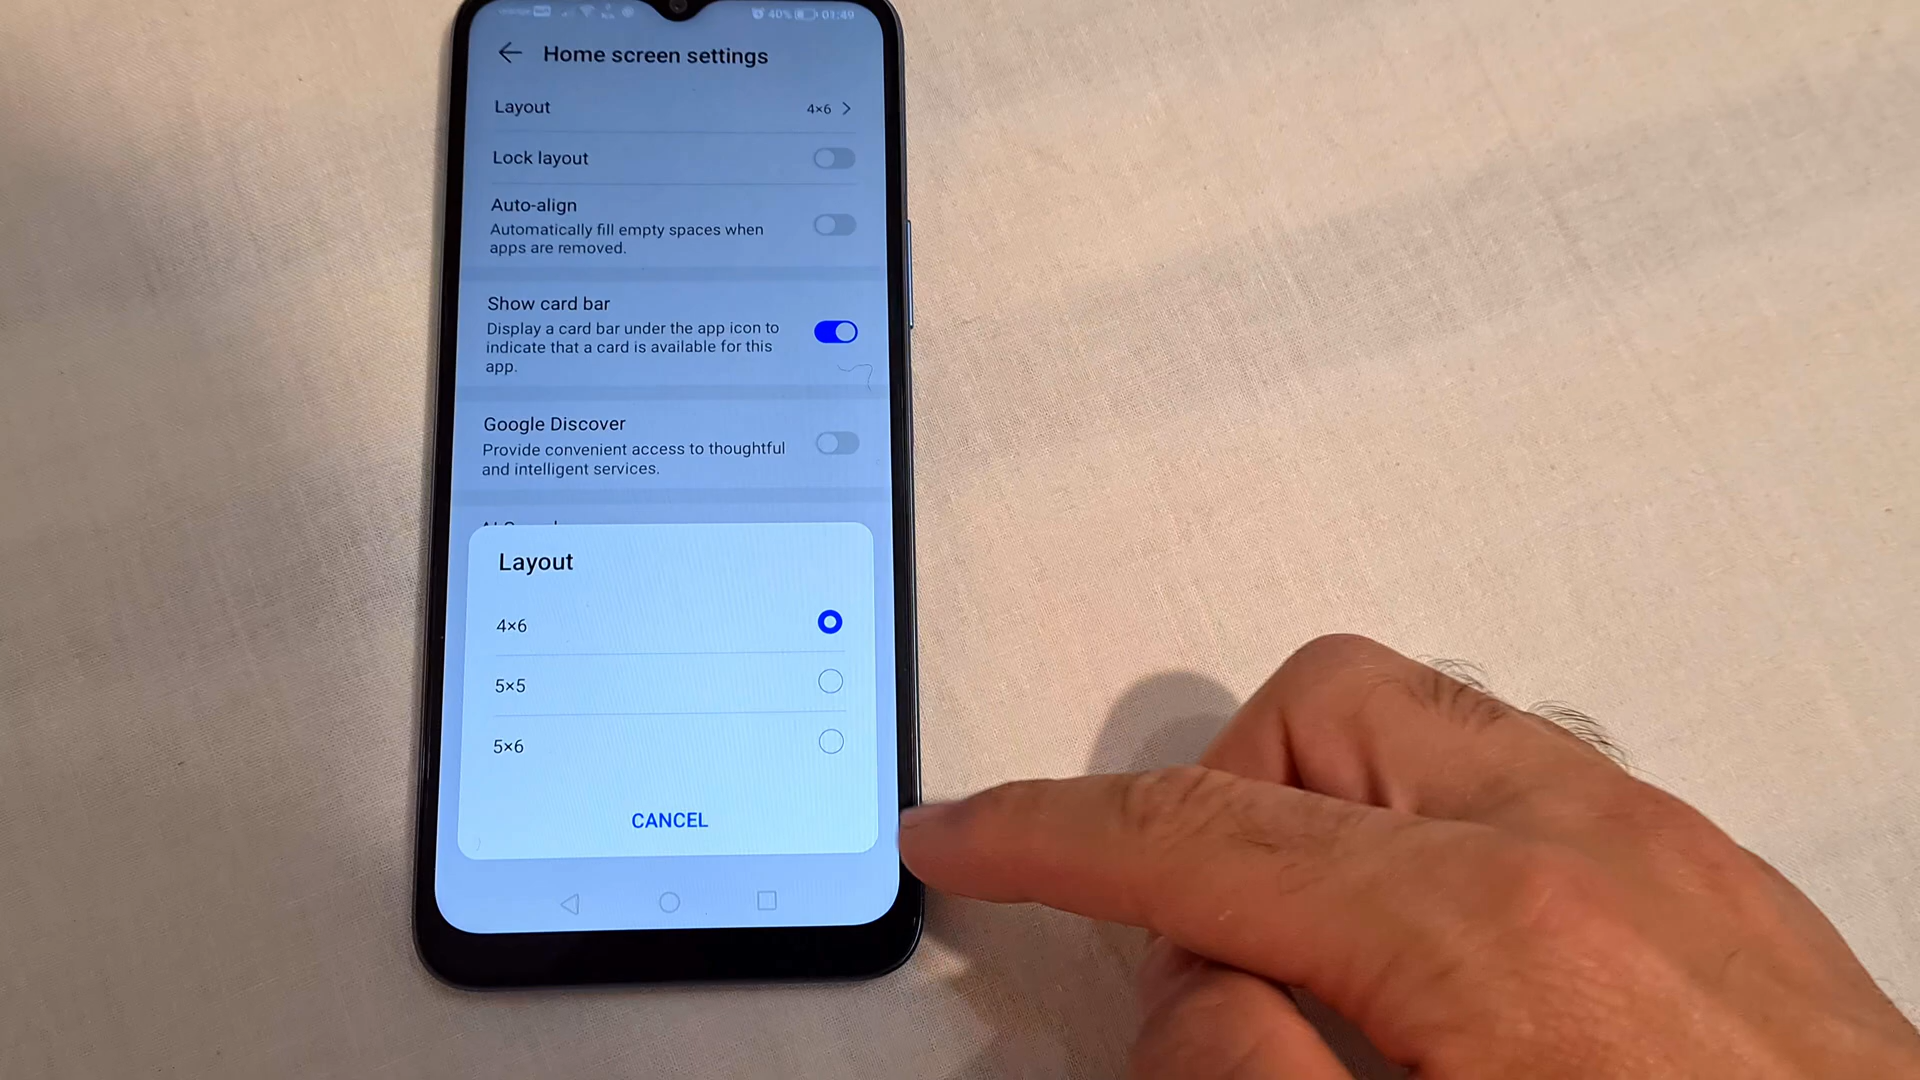 40% 03:49
Home screen settings
Layout 4×6
Lock layout
Auto-align
Automatically fill empty spaces when
apps are removed.
Show card bar
Display a card bar under the app icon to
indicate that a card is available for this
app.
Google Discover
Provide convenient access to thoughtful
and intelligent services.
Layout
4×6
5×5
5×6
CANCEL